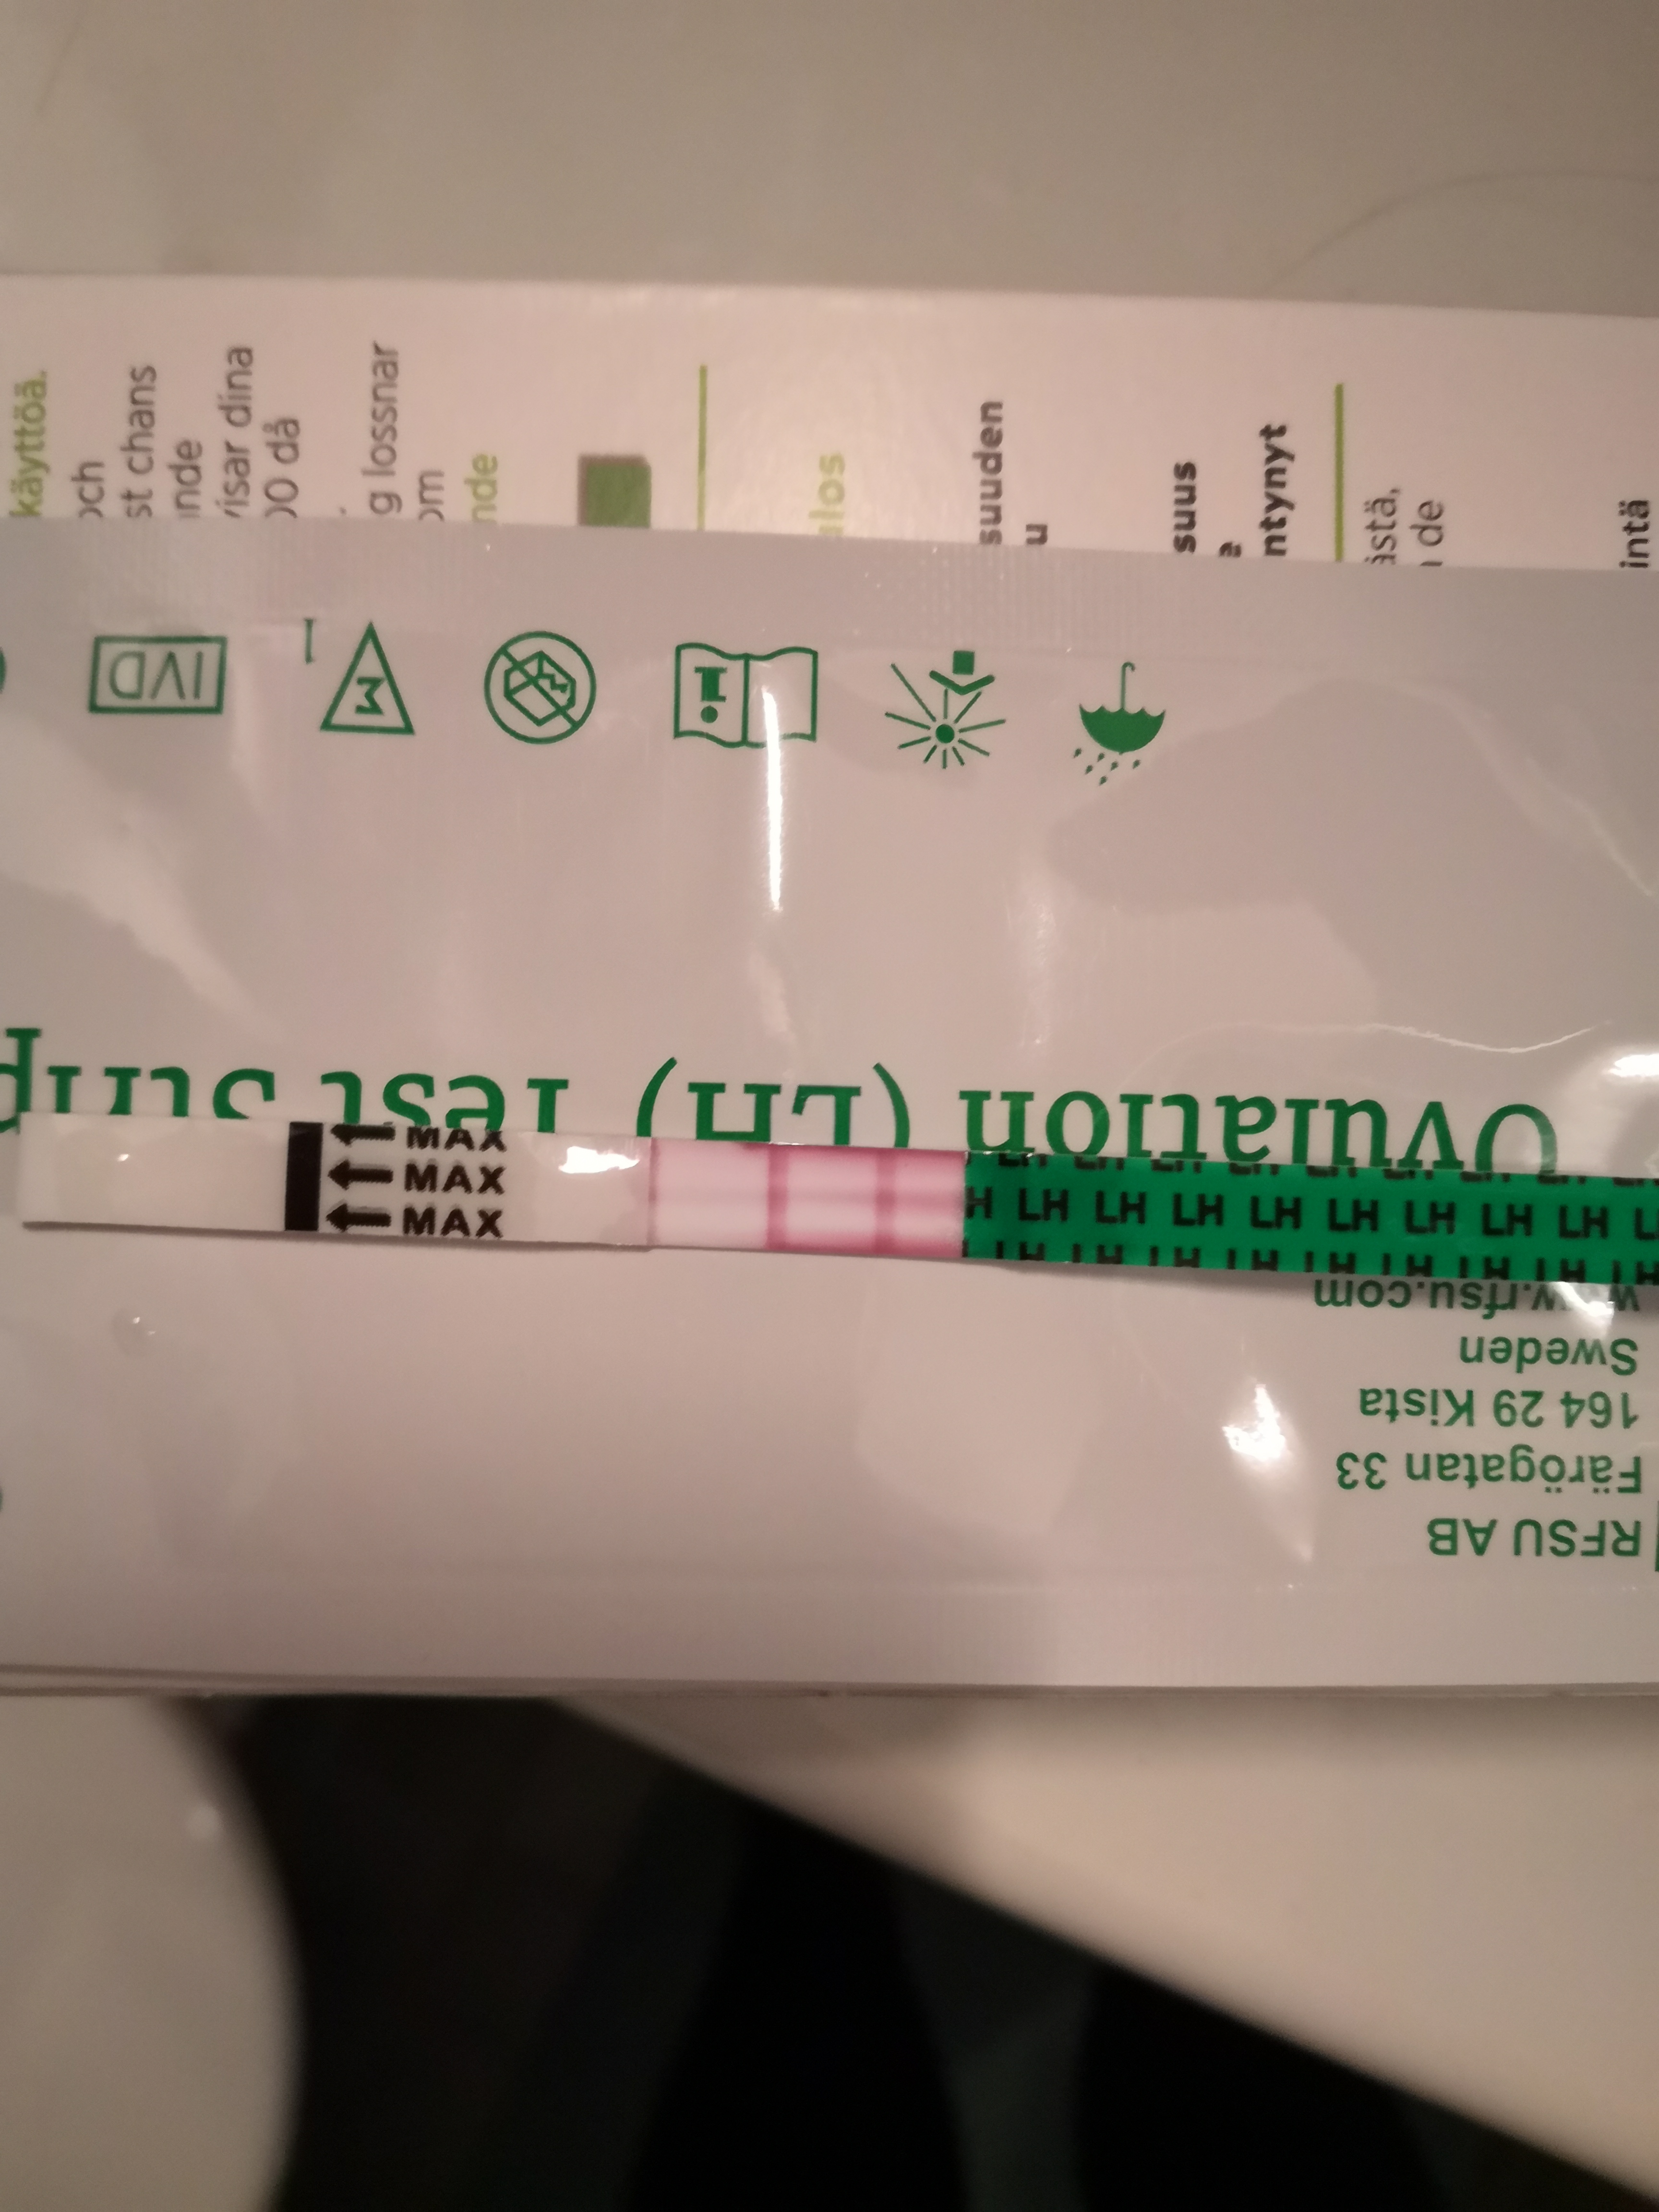 käyttöä.
och
st chans
nde
visar dina
00 då
g lossnar
om
nde
los
suuden
u
suus
ntynyt
ästä,
de
intä
IVD
M
i
Ovulation (LH) Test Strip
MAX
MAX
MAX
LH LH LH LH LH LH LH LH
www.rfsu.com
Sweden
164 29 Kista
Färögatan 33
RFSU AB